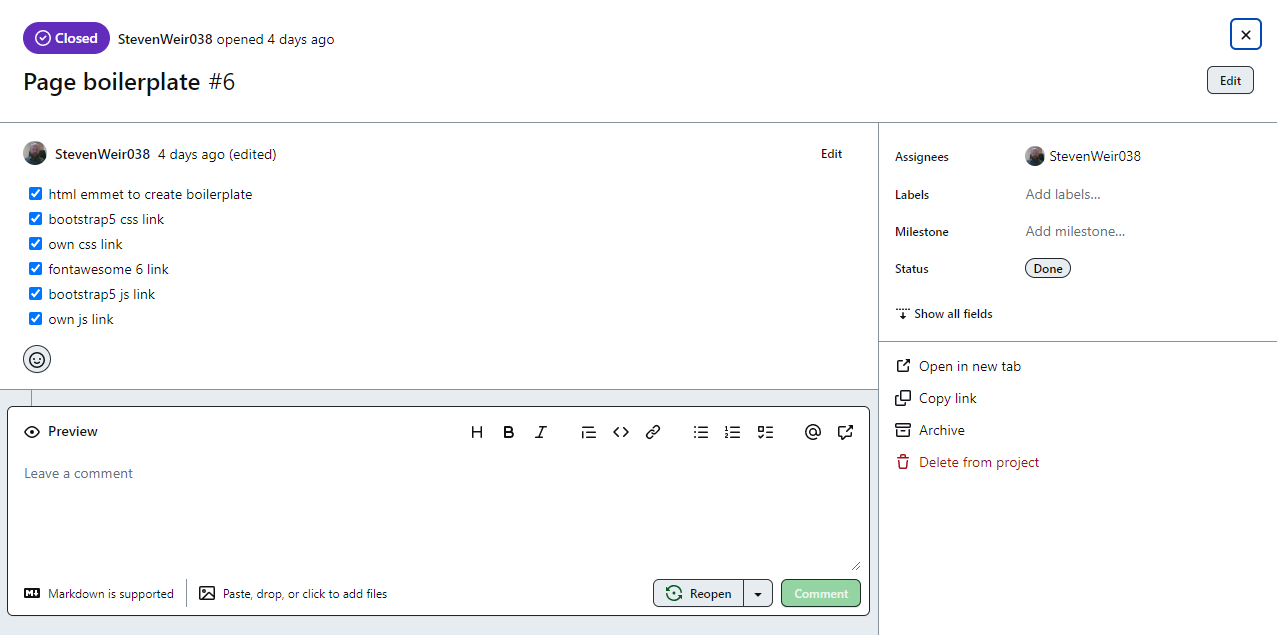 Closed StevenWeir038 opened 4 days ago
Page boilerplate #6
Edit
StevenWeir038 4 days ago (edited) Edit
html emmet to create boilerplate
bootstrap5 css link
own css link
fontawesome 6 link
bootstrap5 js link
own js link
Preview
Leave a comment
Markdown is supported Paste, drop, or click to add files Reopen Comment
Assignees StevenWeir038
Labels Add labels...
Milestone Add milestone...
Status Done
Show all fields
Open in new tab
Copy link
Archive
Delete from project